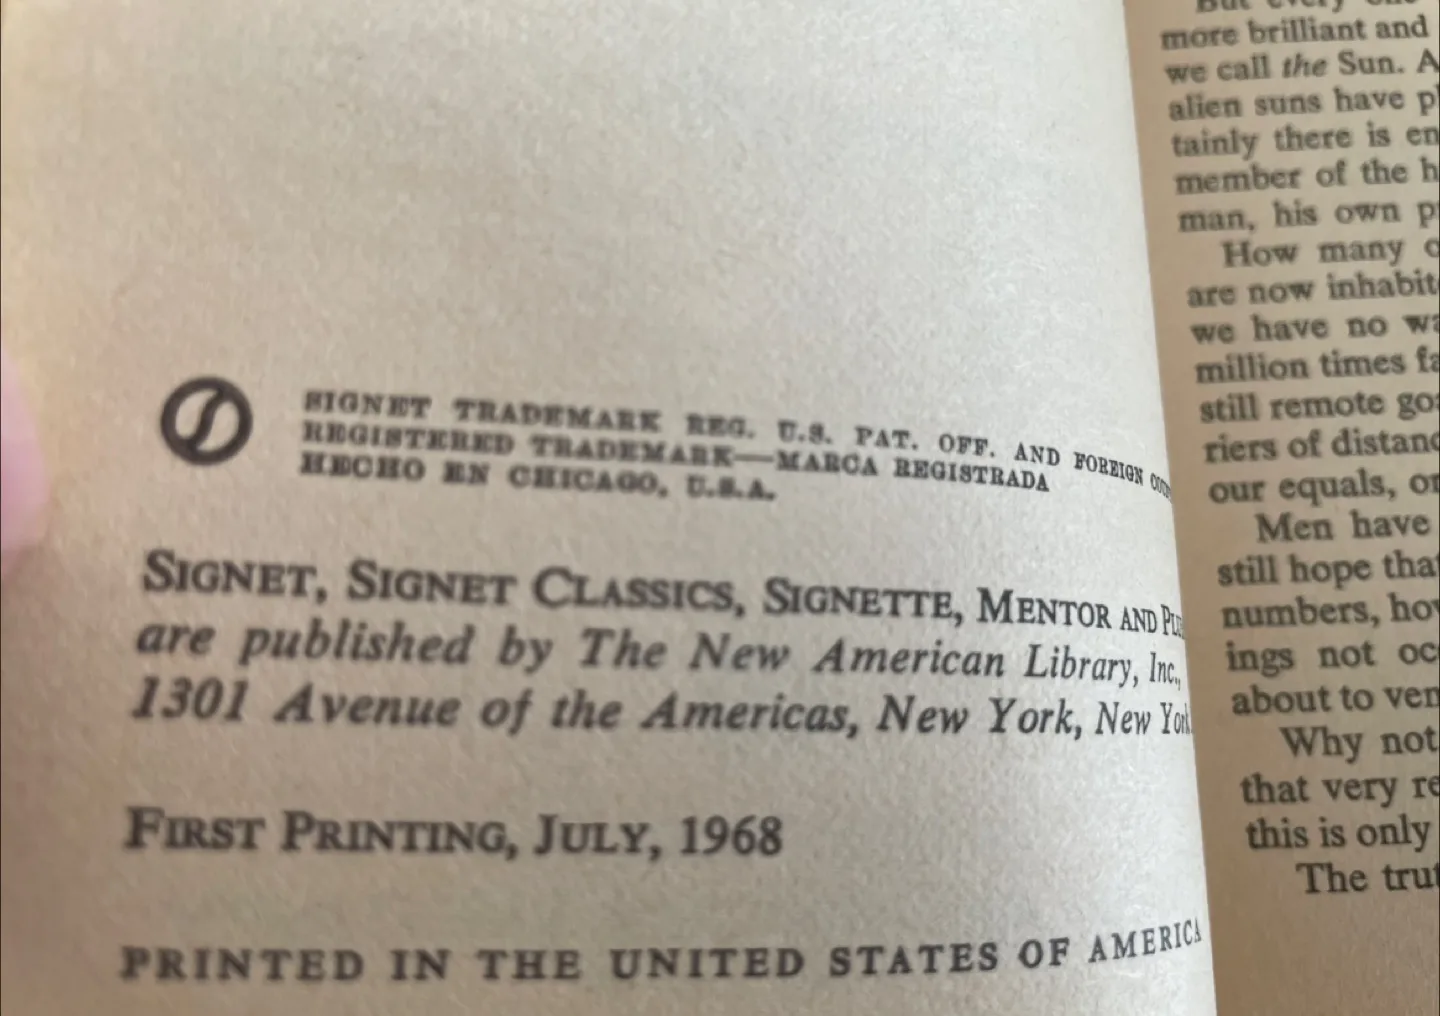 SIGNET TRADEMARK REG. U.S. PAT. OFF. AND FOREIGN
REGISTERED TRADEMARK—MARCA REGISTRADA
HECHO EN CHICAGO, U.S.A.
SIGNET, SIGNET CLASSICS, SIGNETTE, MENTOR AND
are published by The New American Library, Inc.,
1301 Avenue of the Americas, New York, New York
FIRST PRINTING, JULY, 1968
PRINTED IN THE UNITED STATES OF AMERICA
But every one
more brilliant and
we call the Sun. A
alien suns have
tainly there is
member of the
man, his own
How many
are now
we have no
million times
still remote
riers of
our equals,
Men have
still hope
numbers,
ings not
about to
Why not
that very
this is only
The